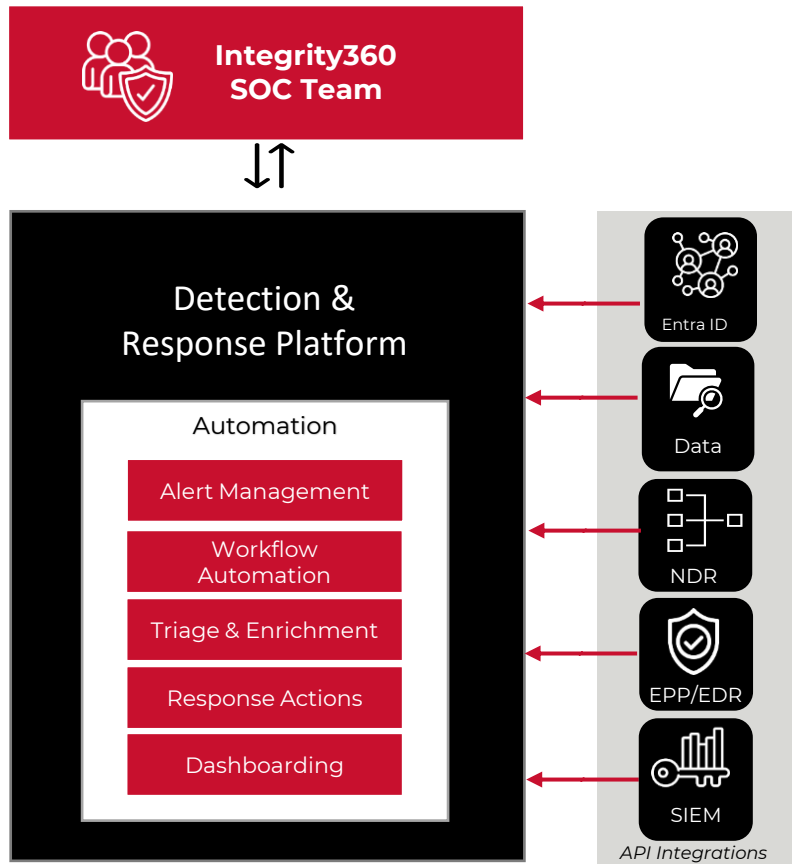 Integrity360
SOC Team
Detection &
Response Platform
Automation
Alert Management
Workflow
Automation
Triage & Enrichment
Response Actions
Dashboarding
Entra ID
Data
NDR
EPP/EDR
SIEM
API Integrations